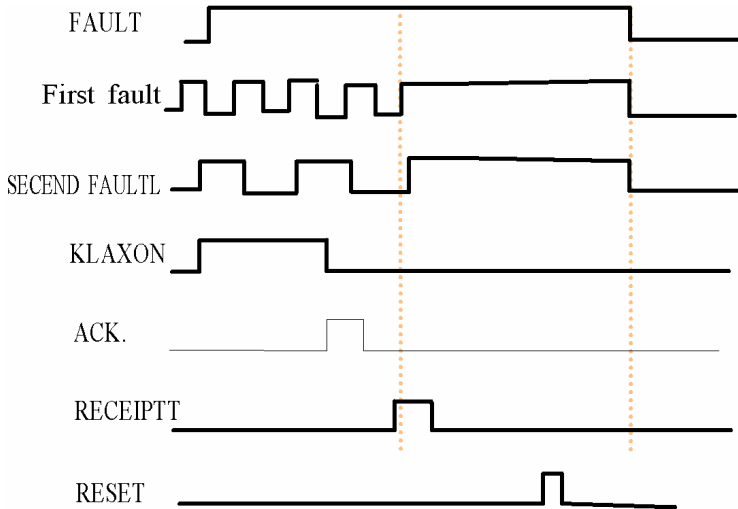 FAULT
First fault
SECEND FAULTL
KLAXON
ACK.
RECEIPTT
RESET